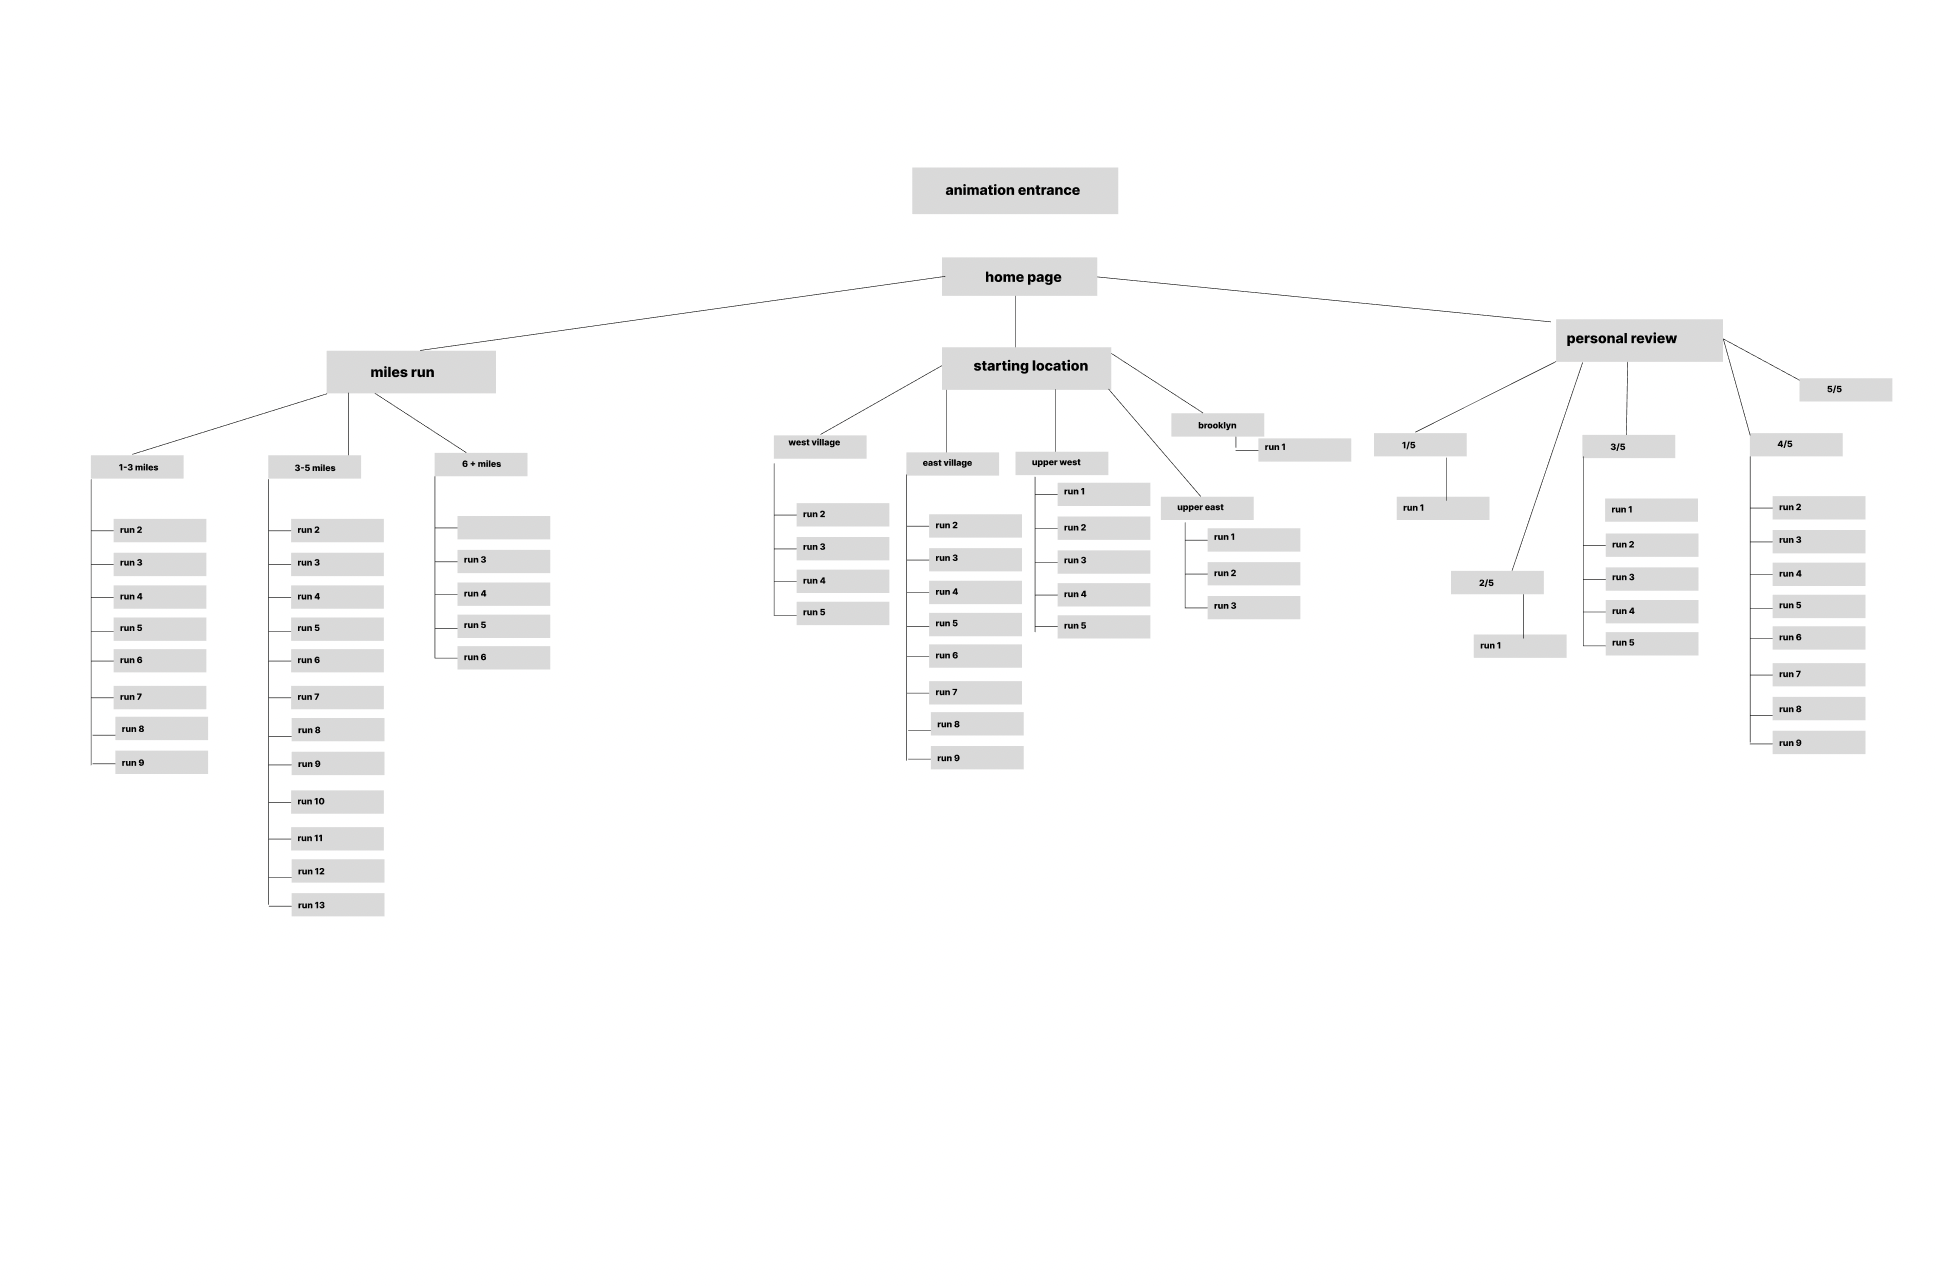 animation entrance
home page
miles run
1-3 miles
run 2
run 3
run 4
run 5
run 6
run 7
run 8
run 9
3-5 miles
run 2
run 3
run 4
run 5
run 6
run 7
run 8
run 9
run 10
run 11
run 12
run 13
6 + miles
run 3
run 4
run 5
run 6
starting location
west village
run 2
run 3
run 4
run 5
east village
run 2
run 3
run 4
run 5
run 6
run 7
run 8
run 9
upper west
run 1
run 2
run 3
run 4
run 5
upper east
run 1
run 2
run 3
brooklyn
run 1
personal review
1/5
run 1
2/5
run 1
3/5
run 1
run 2
run 3
run 4
run 5
4/5
run 2
run 3
run 4
run 5
run 6
run 7
run 8
run 9
5/5